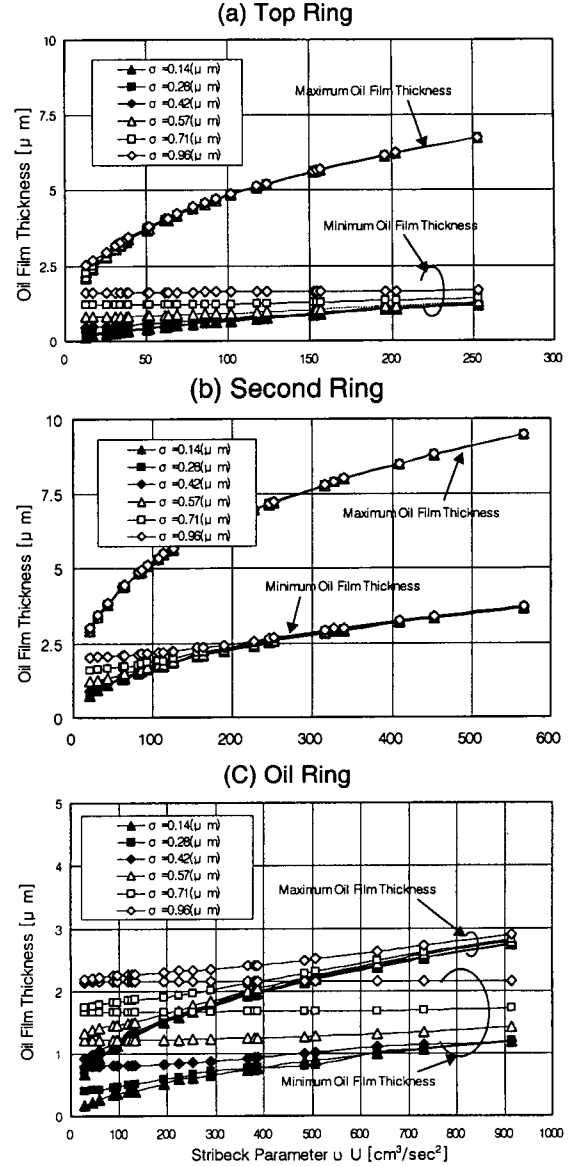 (a) Top Ring
Oil Film Thickness [μ m]
10
7.5
5
2.5
0
σ =0.14(μ m)
σ =0.28(μ m)
σ =0.42(μ m)
σ =0.57(μ m)
σ =0.71(μ m)
σ =0.96(μ m)
Maximum Oil Film Thickness
Minimum Oil Film Thickness
0 50 100 150 200 250 300
(b) Second Ring
Oil Film Thickness [μ m]
10
7.5
5
2.5
0
σ =0.14(μ m)
σ =0.28(μ m)
σ =0.42(μ m)
σ =0.57(μ m)
σ =0.71(μ m)
σ =0.96(μ m)
Maximum Oil Film Thickness
Minimum Oil Film Thickness
0 100 200 300 400 500 600
(C) Oil Ring
Oil Film Thickness [μ m]
5
4
3
2
1
0
σ =0.14(μ m)
σ =0.28(μ m)
σ =0.42(μ m)
σ =0.57(μ m)
σ =0.71(μ m)
σ =0.96(μ m)
Maximum Oil Film Thickness
Minimum Oil Film Thickness
0 100 200 300 400 500 600 700 800 900 1000
Stribeck Parameter υ U [cm³/sec²]